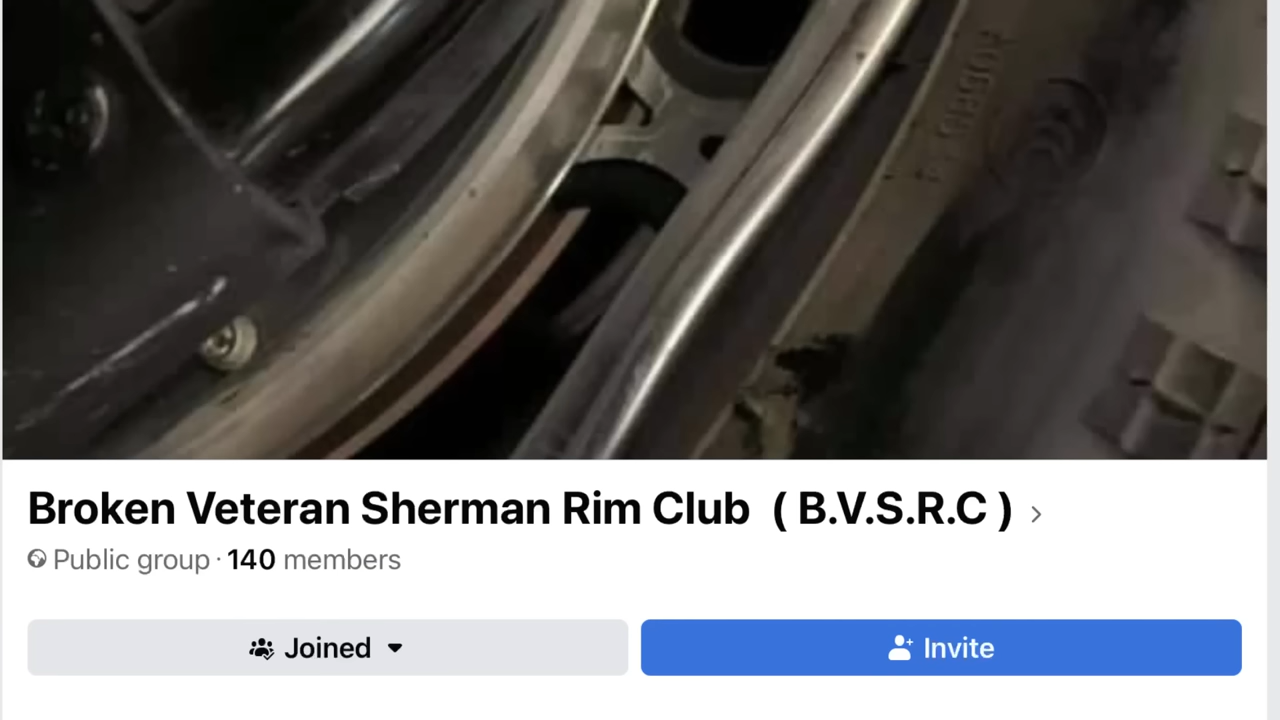 Broken Veteran Sherman Rim Club ( B.V.S.R.C )
Public group · 140 members
Joined
Invite